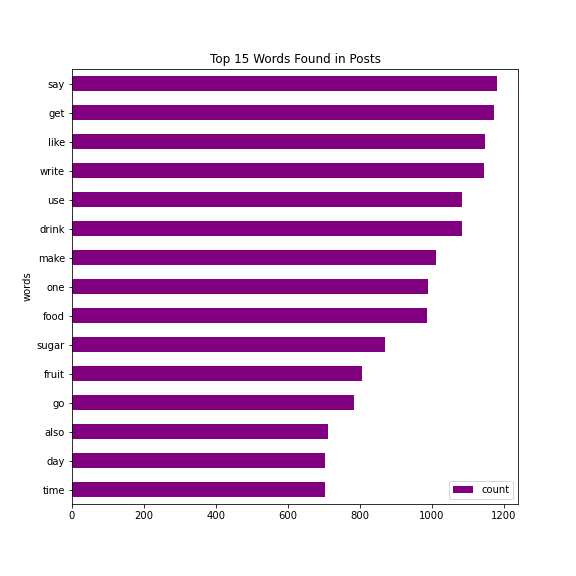 Top 15 Words Found in Posts
words
say
get
like
write
use
drink
make
one
food
sugar
fruit
go
also
day
time
count
0 200 400 600 800 1000 1200